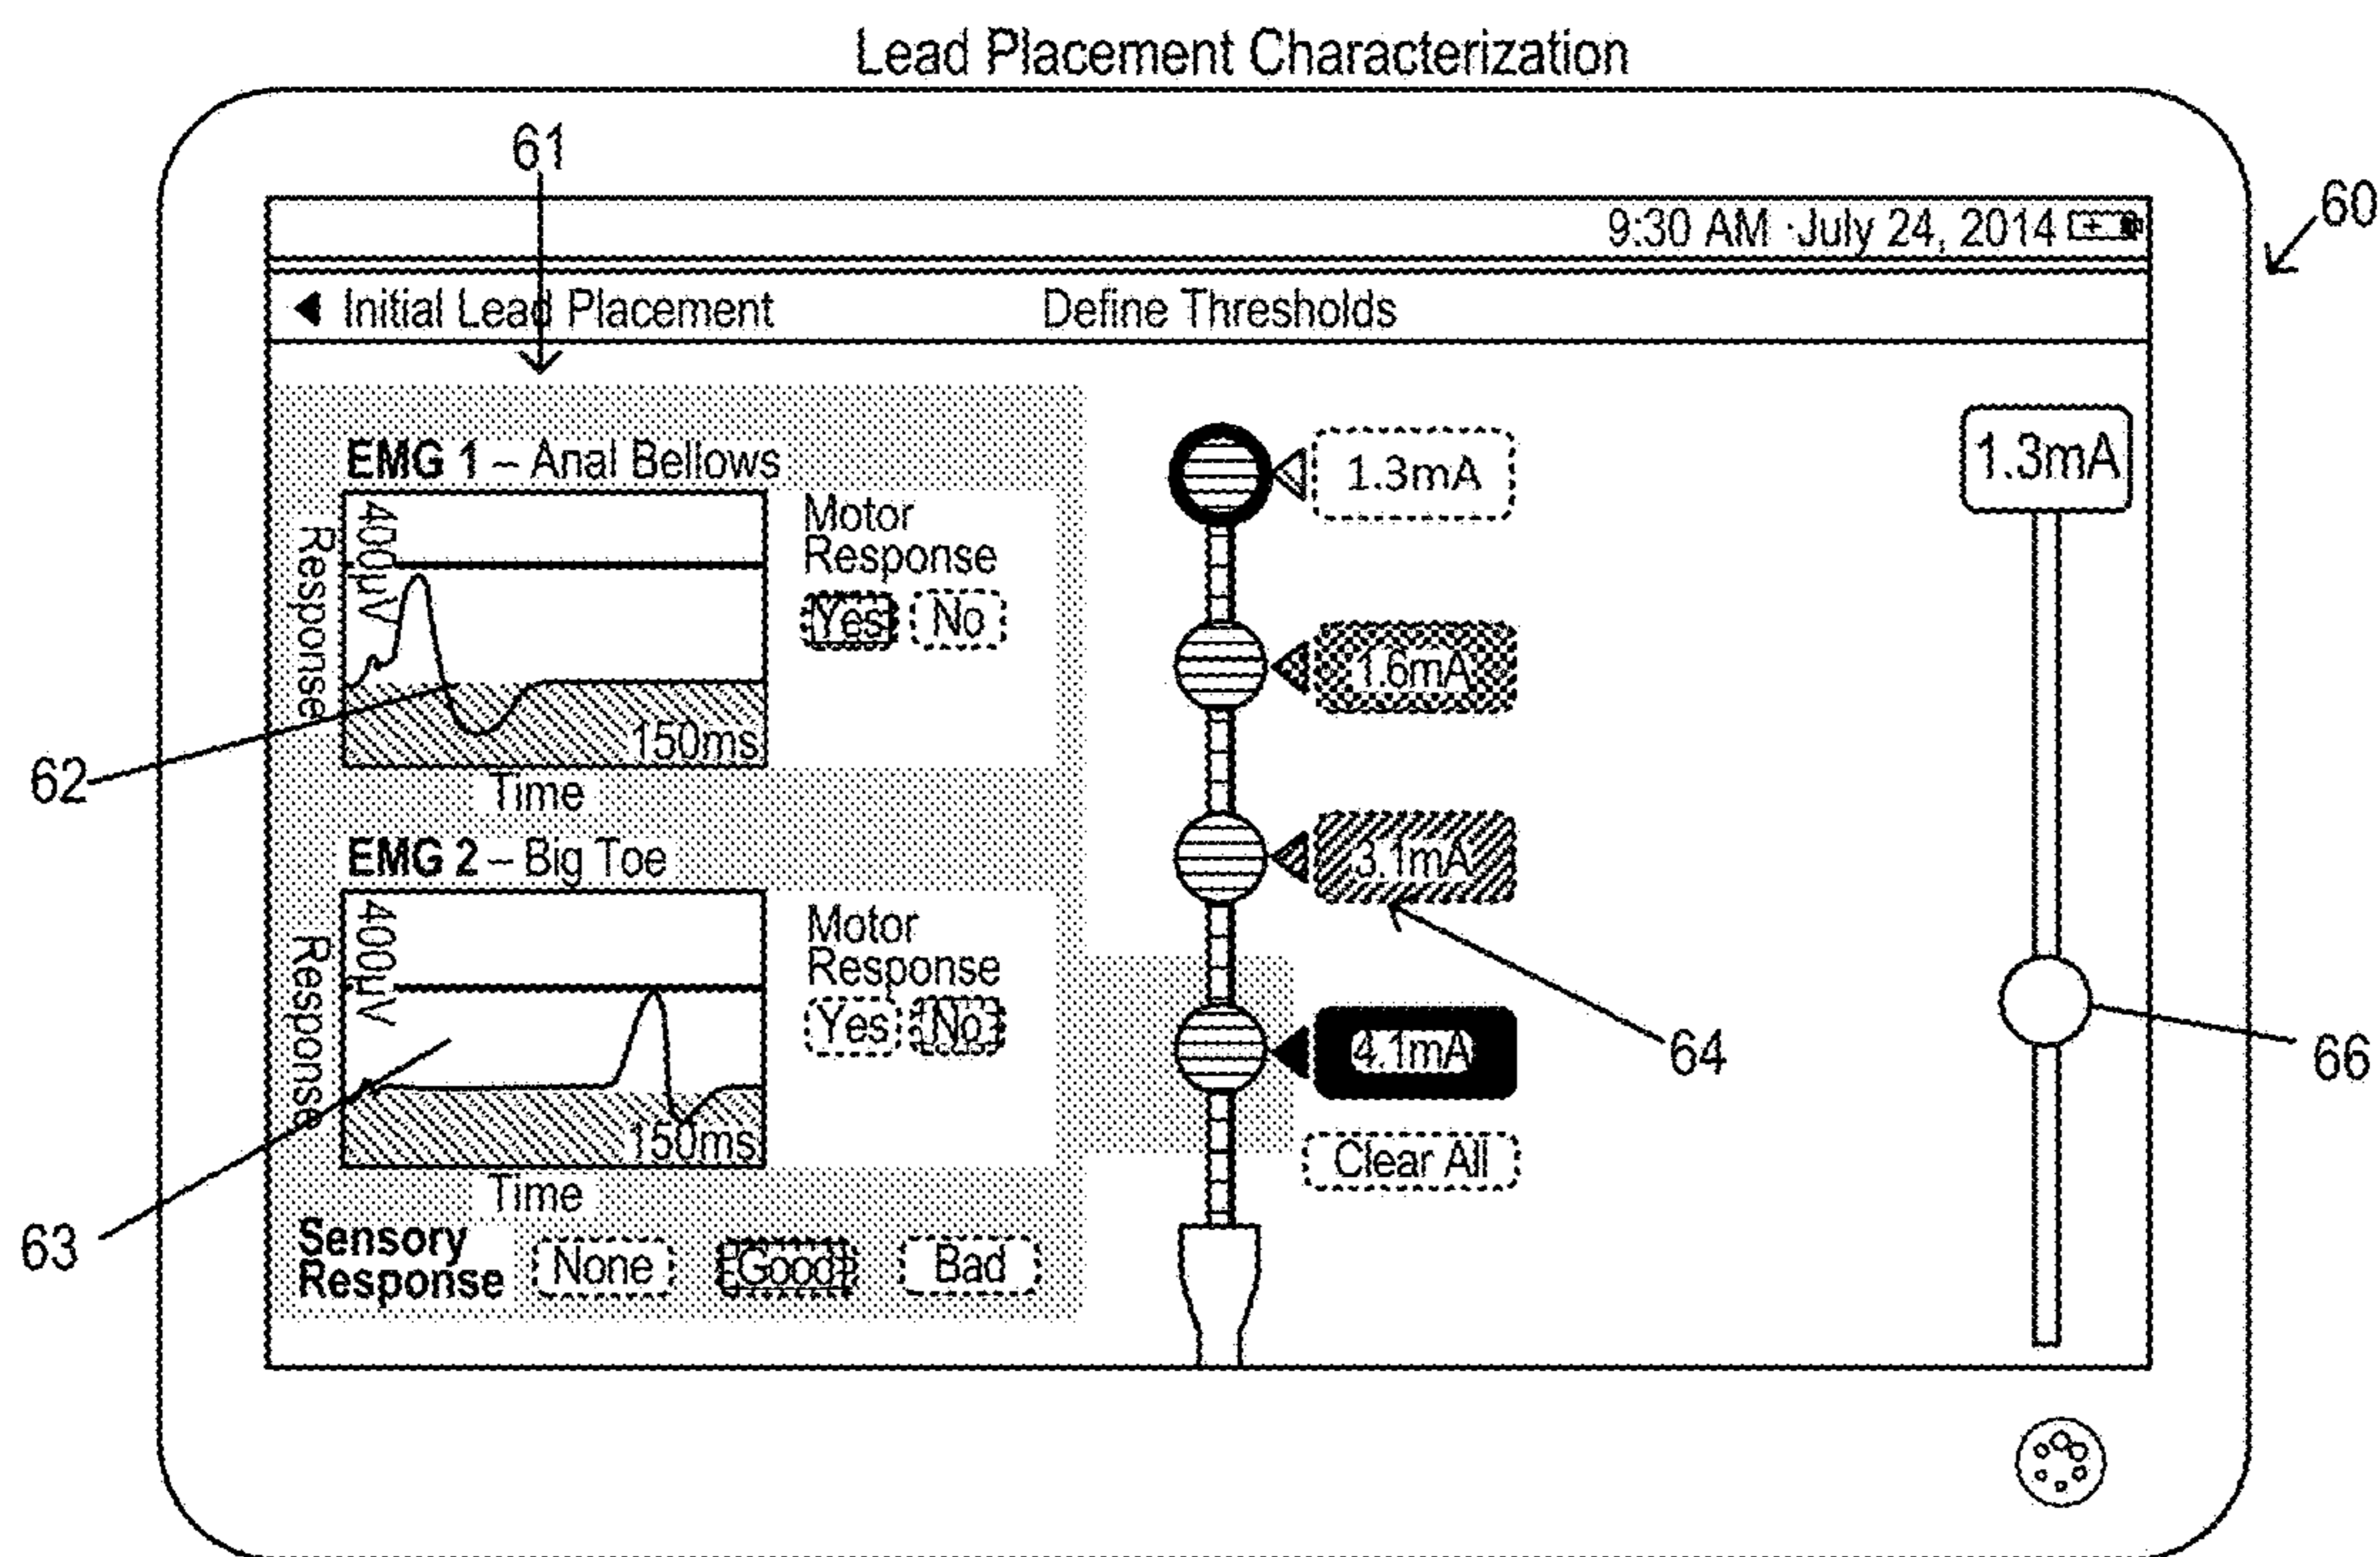 Lead Placement Characterization
61
60
9:30 AM ·July 24, 2014
Initial Lead Placement
Define Thresholds
EMG 1 – Anal Bellows
400µV
Response
150ms
Time
Motor
Response
Yes
No
62
EMG 2 – Big Toe
400µV
Response
150ms
Time
Motor
Response
Yes
No
63
Sensory
Response
None
Good
Bad
1.3mA
1.6mA
3.1mA
4.1mA
64
Clear All
1.3mA
66